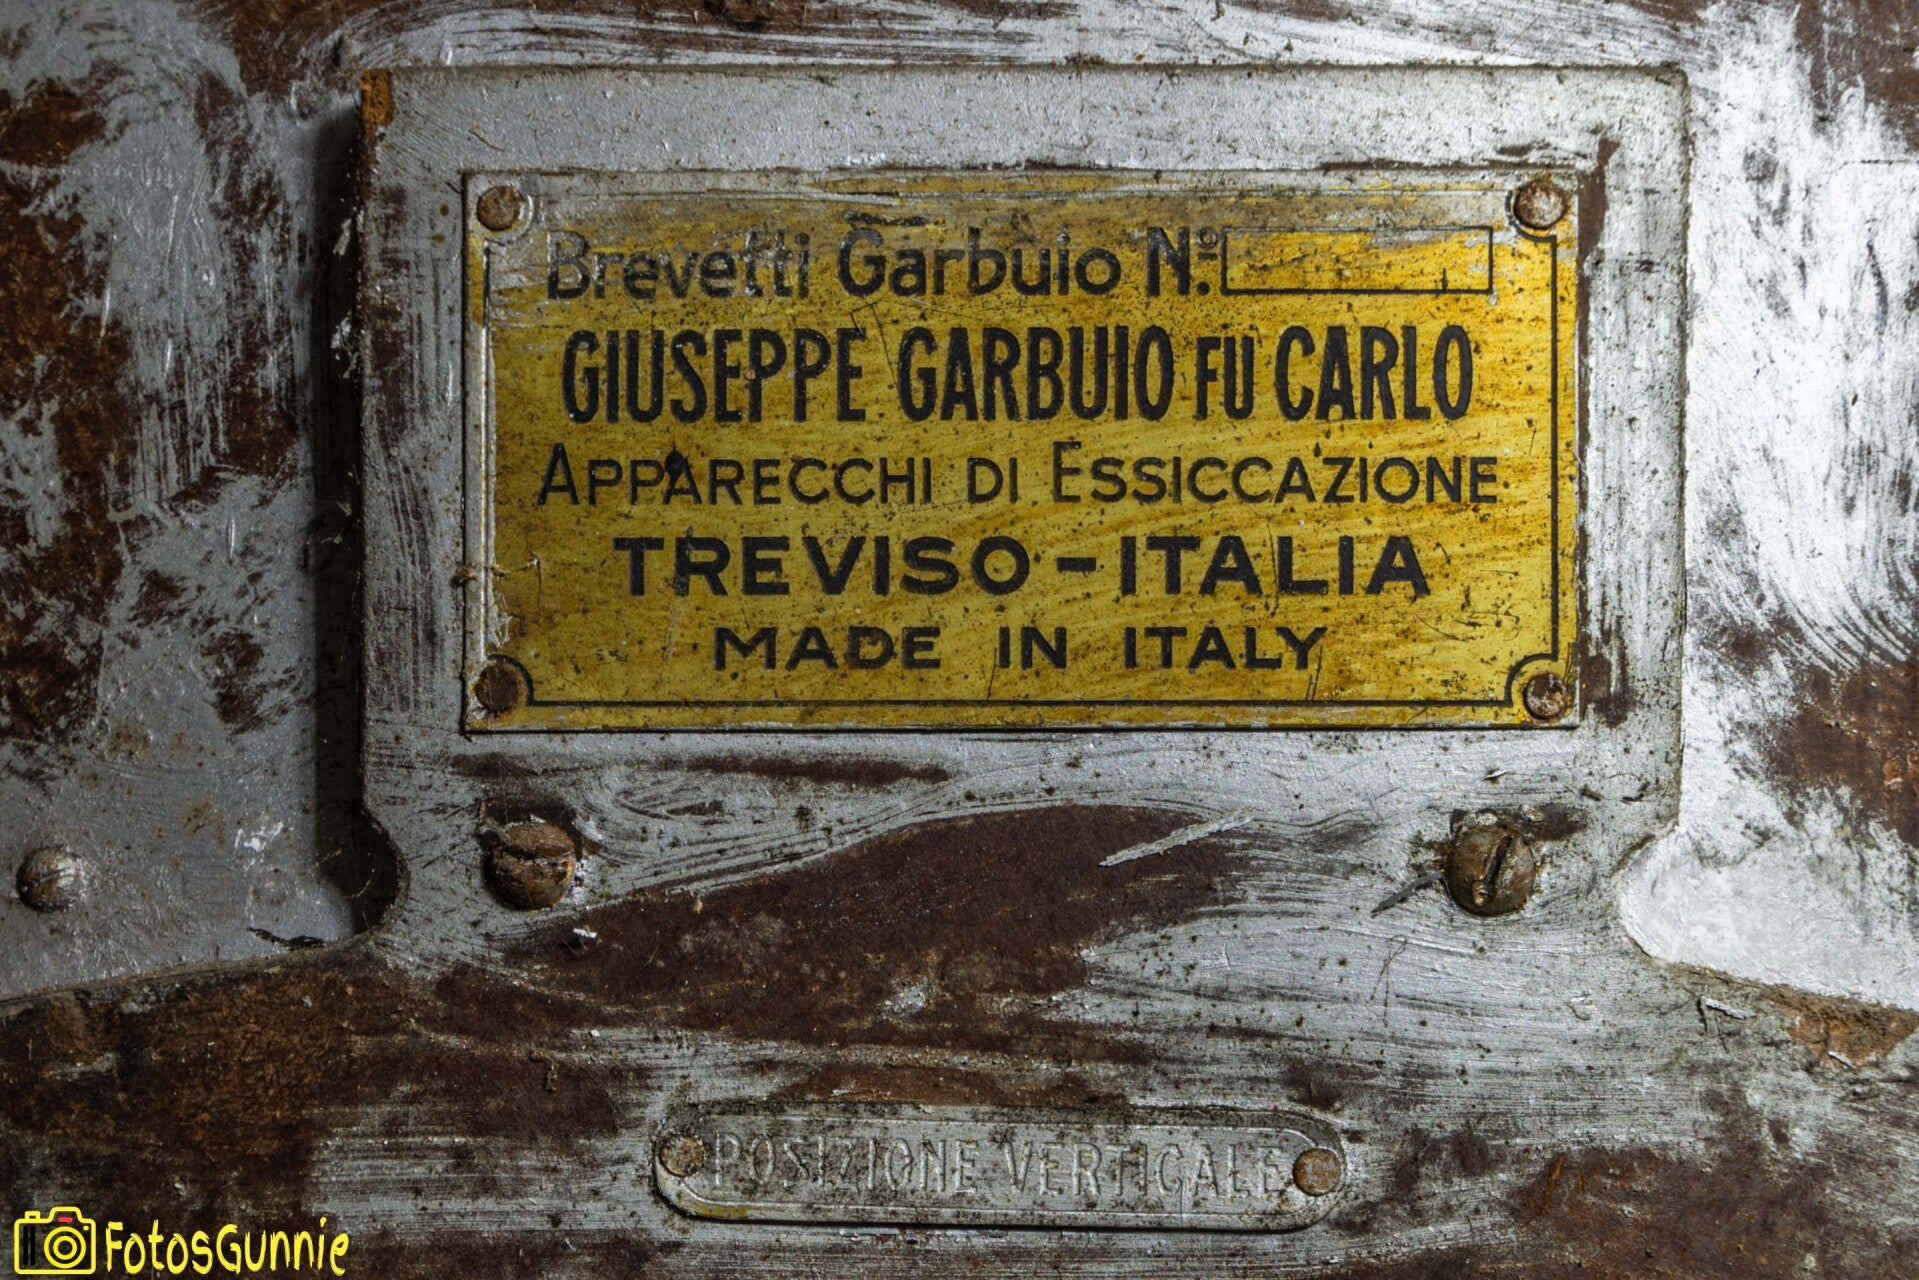 Brevetti Garbuio N.º
GIUSEPPE GARBUIO FU CARLO
APPARECCHI DI ESSICCAZIONE
TREVISO-ITALIA
MADE IN ITALY
POSIZIONE VERTICALE
FotosGunnie